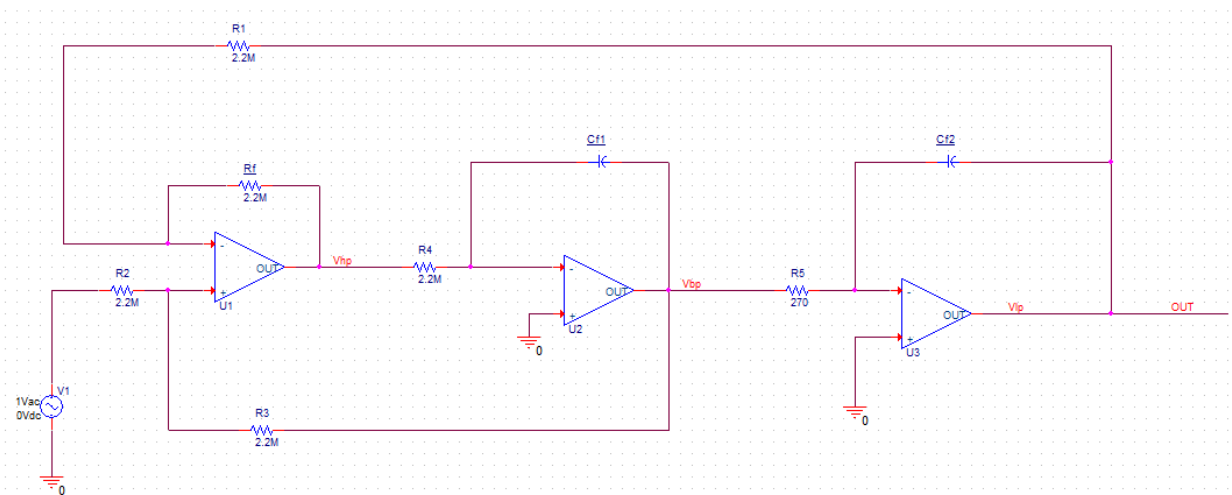 R1
2.2M
Cf1
Cf2
Rf
2.2M
-
OUT
+
U1
Vhp
R4
2.2M
-
OUT
+
U2
0
Vbp
R5
270
-
OUT
+
U3
0
Vlp
OUT
R2
2.2M
V1
1Vac
0Vdc
0
R3
2.2M